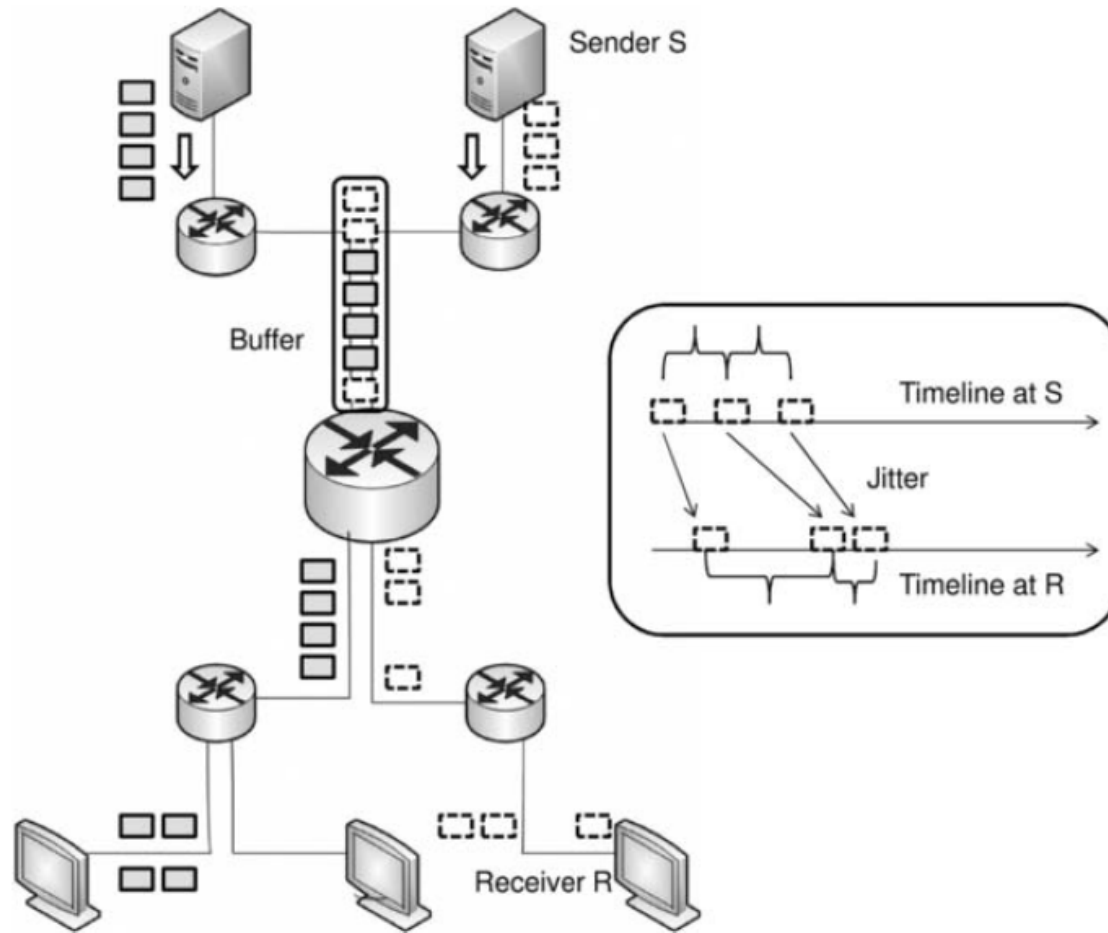 Sender S
Buffer
Timeline at S
Jitter
Timeline at R
Receiver R